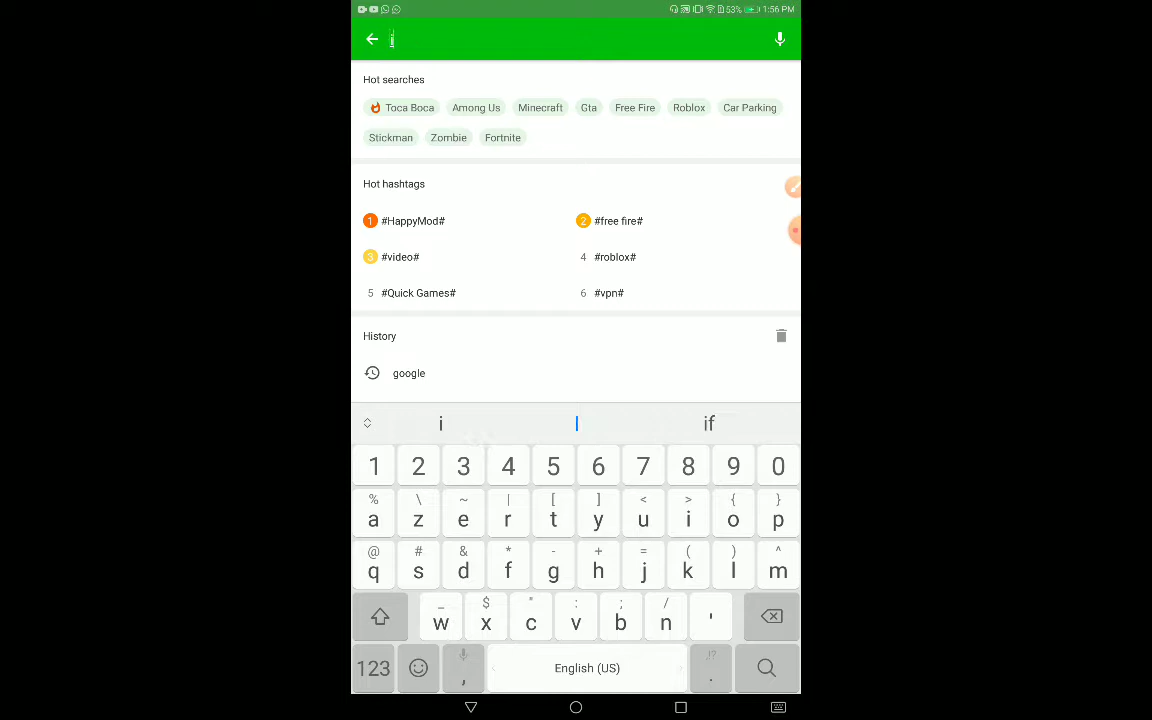 53% 1:56 PM
i
Hot searches
Toca Boca Among Us Minecraft Gta Free Fire Roblox Car Parking
Stickman Zombie Fortnite
Hot hashtags
1 #HappyMod# 2 #free fire#
3 #video# 4 #roblox#
5 #Quick Games# 6 #vpn#
History
google
i I if
1 2 3 4 5 6 7 8 9 0
% \ ~ | [ ] < > { }
a z e r t y u i o p
@ # & * - + = ( ) ^
q s d f g h j k l m
_ $ " : ; /
w x c v b n '
,!?
123 , English (US) .